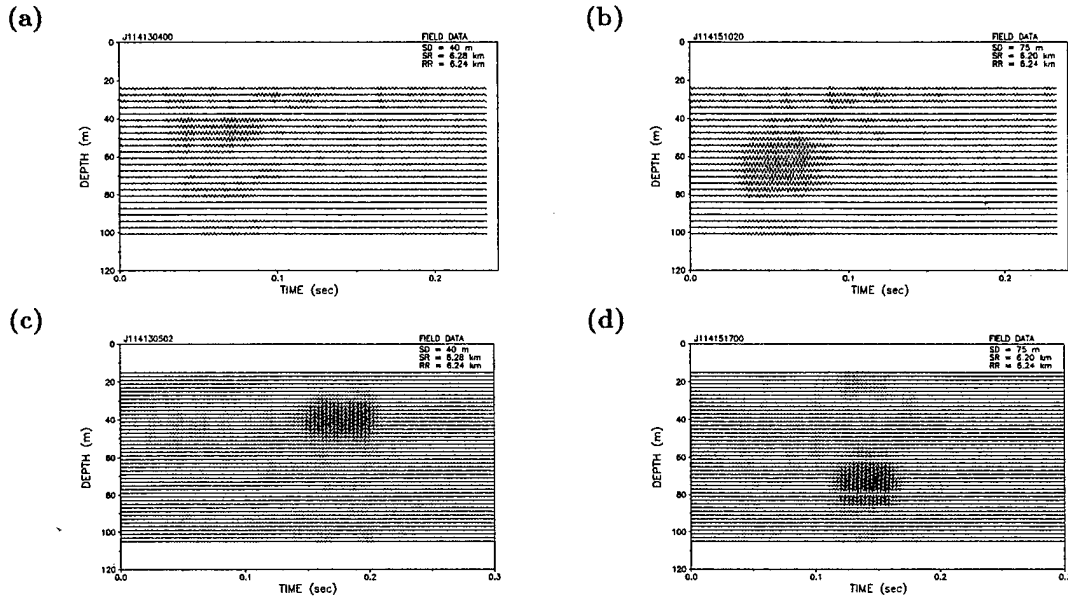 (a)
J114130400
FIELD DATA
SD = 40 m
SR = 6.28 km
RR = 6.24 km
0
20
40
60
80
100
120
DEPTH (m)
0.0
0.1
0.2
TIME (sec)
(b)
J114151020
FIELD DATA
SD = 75 m
SR = 6.20 km
RR = 6.24 km
0
20
40
60
80
100
120
DEPTH (m)
0.0
0.1
0.2
TIME (sec)
(c)
J114130502
FIELD DATA
SD = 40 m
SR = 6.28 km
RR = 6.24 km
0
20
40
60
80
100
120
DEPTH (m)
0.0
0.1
0.2
0.3
TIME (sec)
(d)
J114151700
FIELD DATA
SD = 75 m
SR = 6.20 km
RR = 6.24 km
0
20
40
60
80
100
120
DEPTH (m)
0.0
0.1
0.2
TIME (sec)